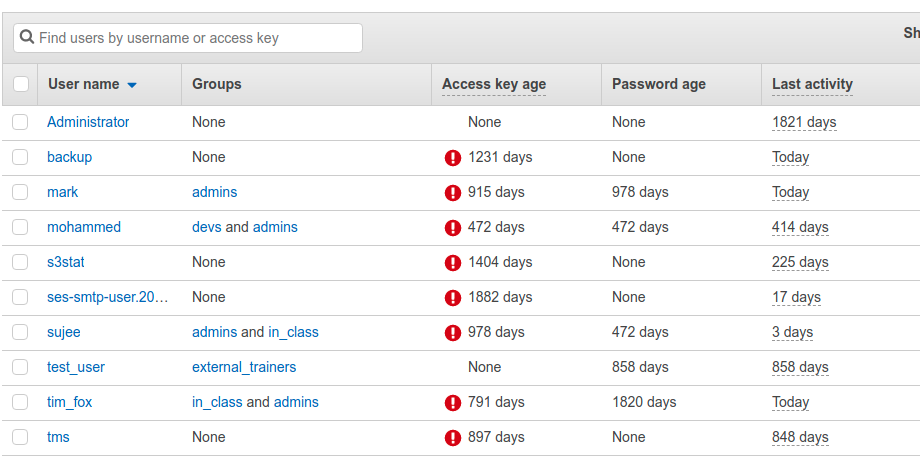 Find users by username or access key
Sh
User name Groups Access key age Password age Last activity
Administrator None None None 1821 days
backup None 1231 days None Today
mark admins 915 days 978 days Today
mohammed devs and admins 472 days 472 days 414 days
s3stat None 1404 days None 225 days
ses-smtp-user.20… None 1882 days None 17 days
sujee admins and in_class 978 days 472 days 3 days
test_user external_trainers None 858 days 858 days
tim_fox in_class and admins 791 days 1820 days Today
tms None 897 days None 848 days